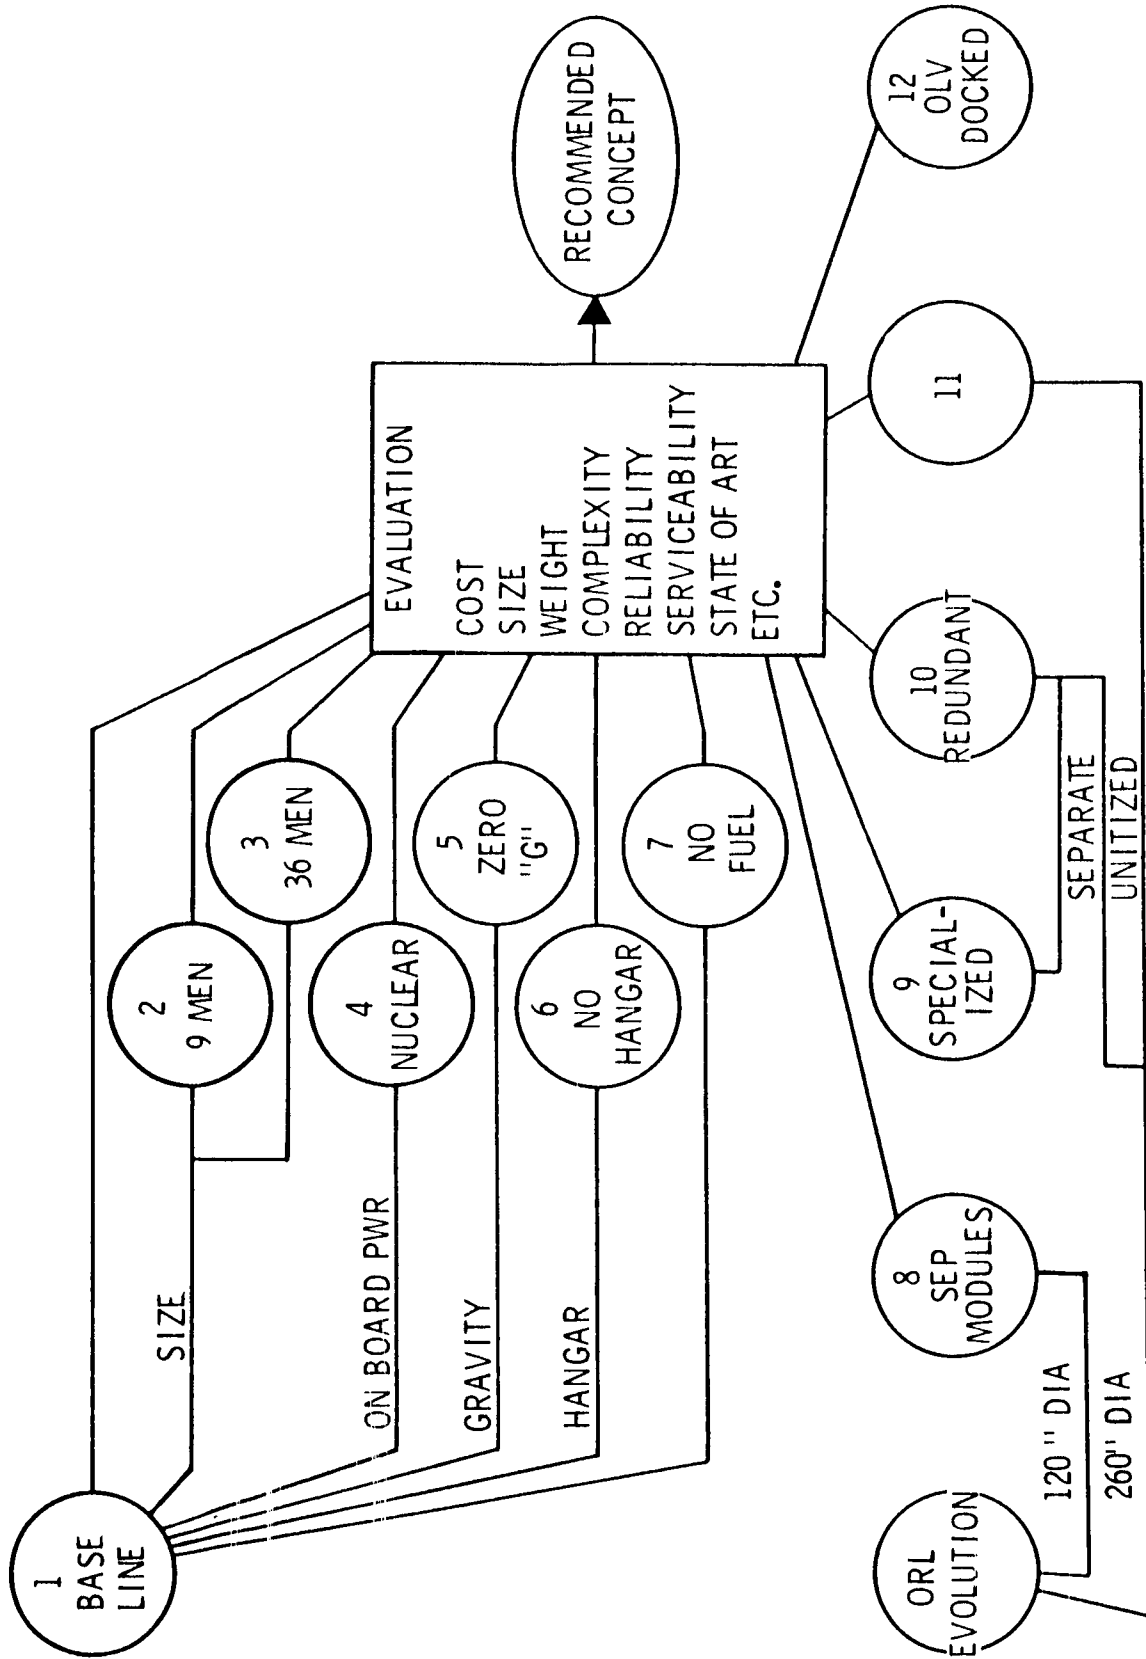 1
BASE
LINE
SIZE
2
9 MEN
3
36 MEN
ON BOARD PWR
4
NUCLEAR
GRAVITY
5
ZERO
"G"
HANGAR
6
NO
HANGAR
7
NO
FUEL
EVALUATION
COST
SIZE
WEIGHT
COMPLEXITY
RELIABILITY
SERVICEABILITY
STATE OF ART
ETC.
RECOMMENDED
CONCEPT
ORL
EVOLUTION
120" DIA
260" DIA
8
SEP
MODULES
9
SPECIAL-
IZED
SEPARATE
UNITIZED
10
REDUNDANT
11
12
OLV
DOCKED